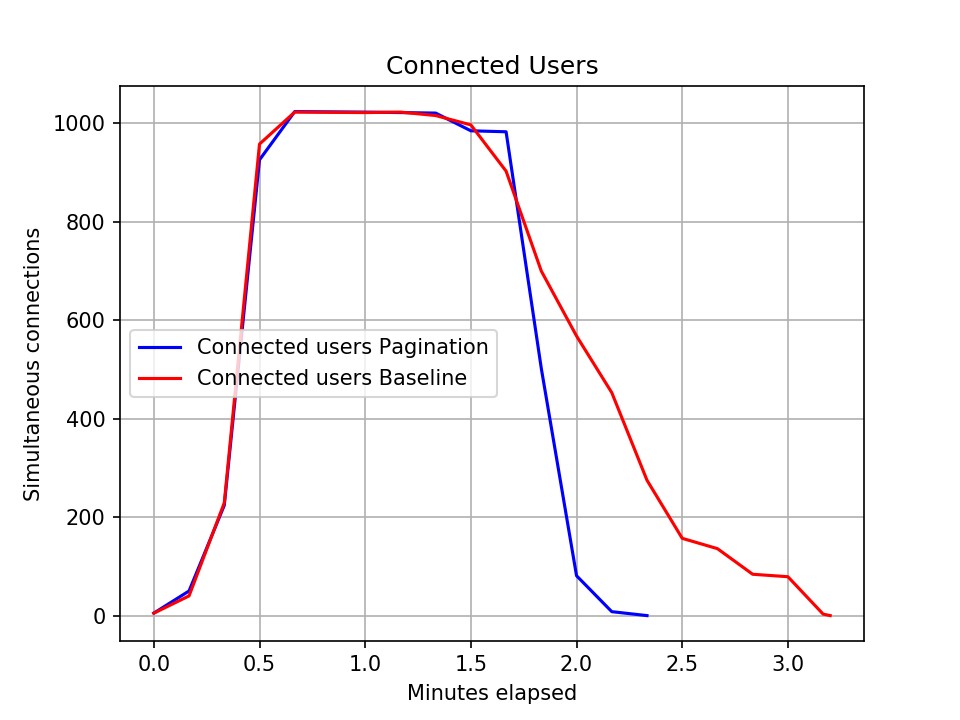 Connected Users
Simultaneous connections
1000
800
600
400
200
0
Connected users Pagination
Connected users Baseline
0.0 0.5 1.0 1.5 2.0 2.5 3.0
Minutes elapsed